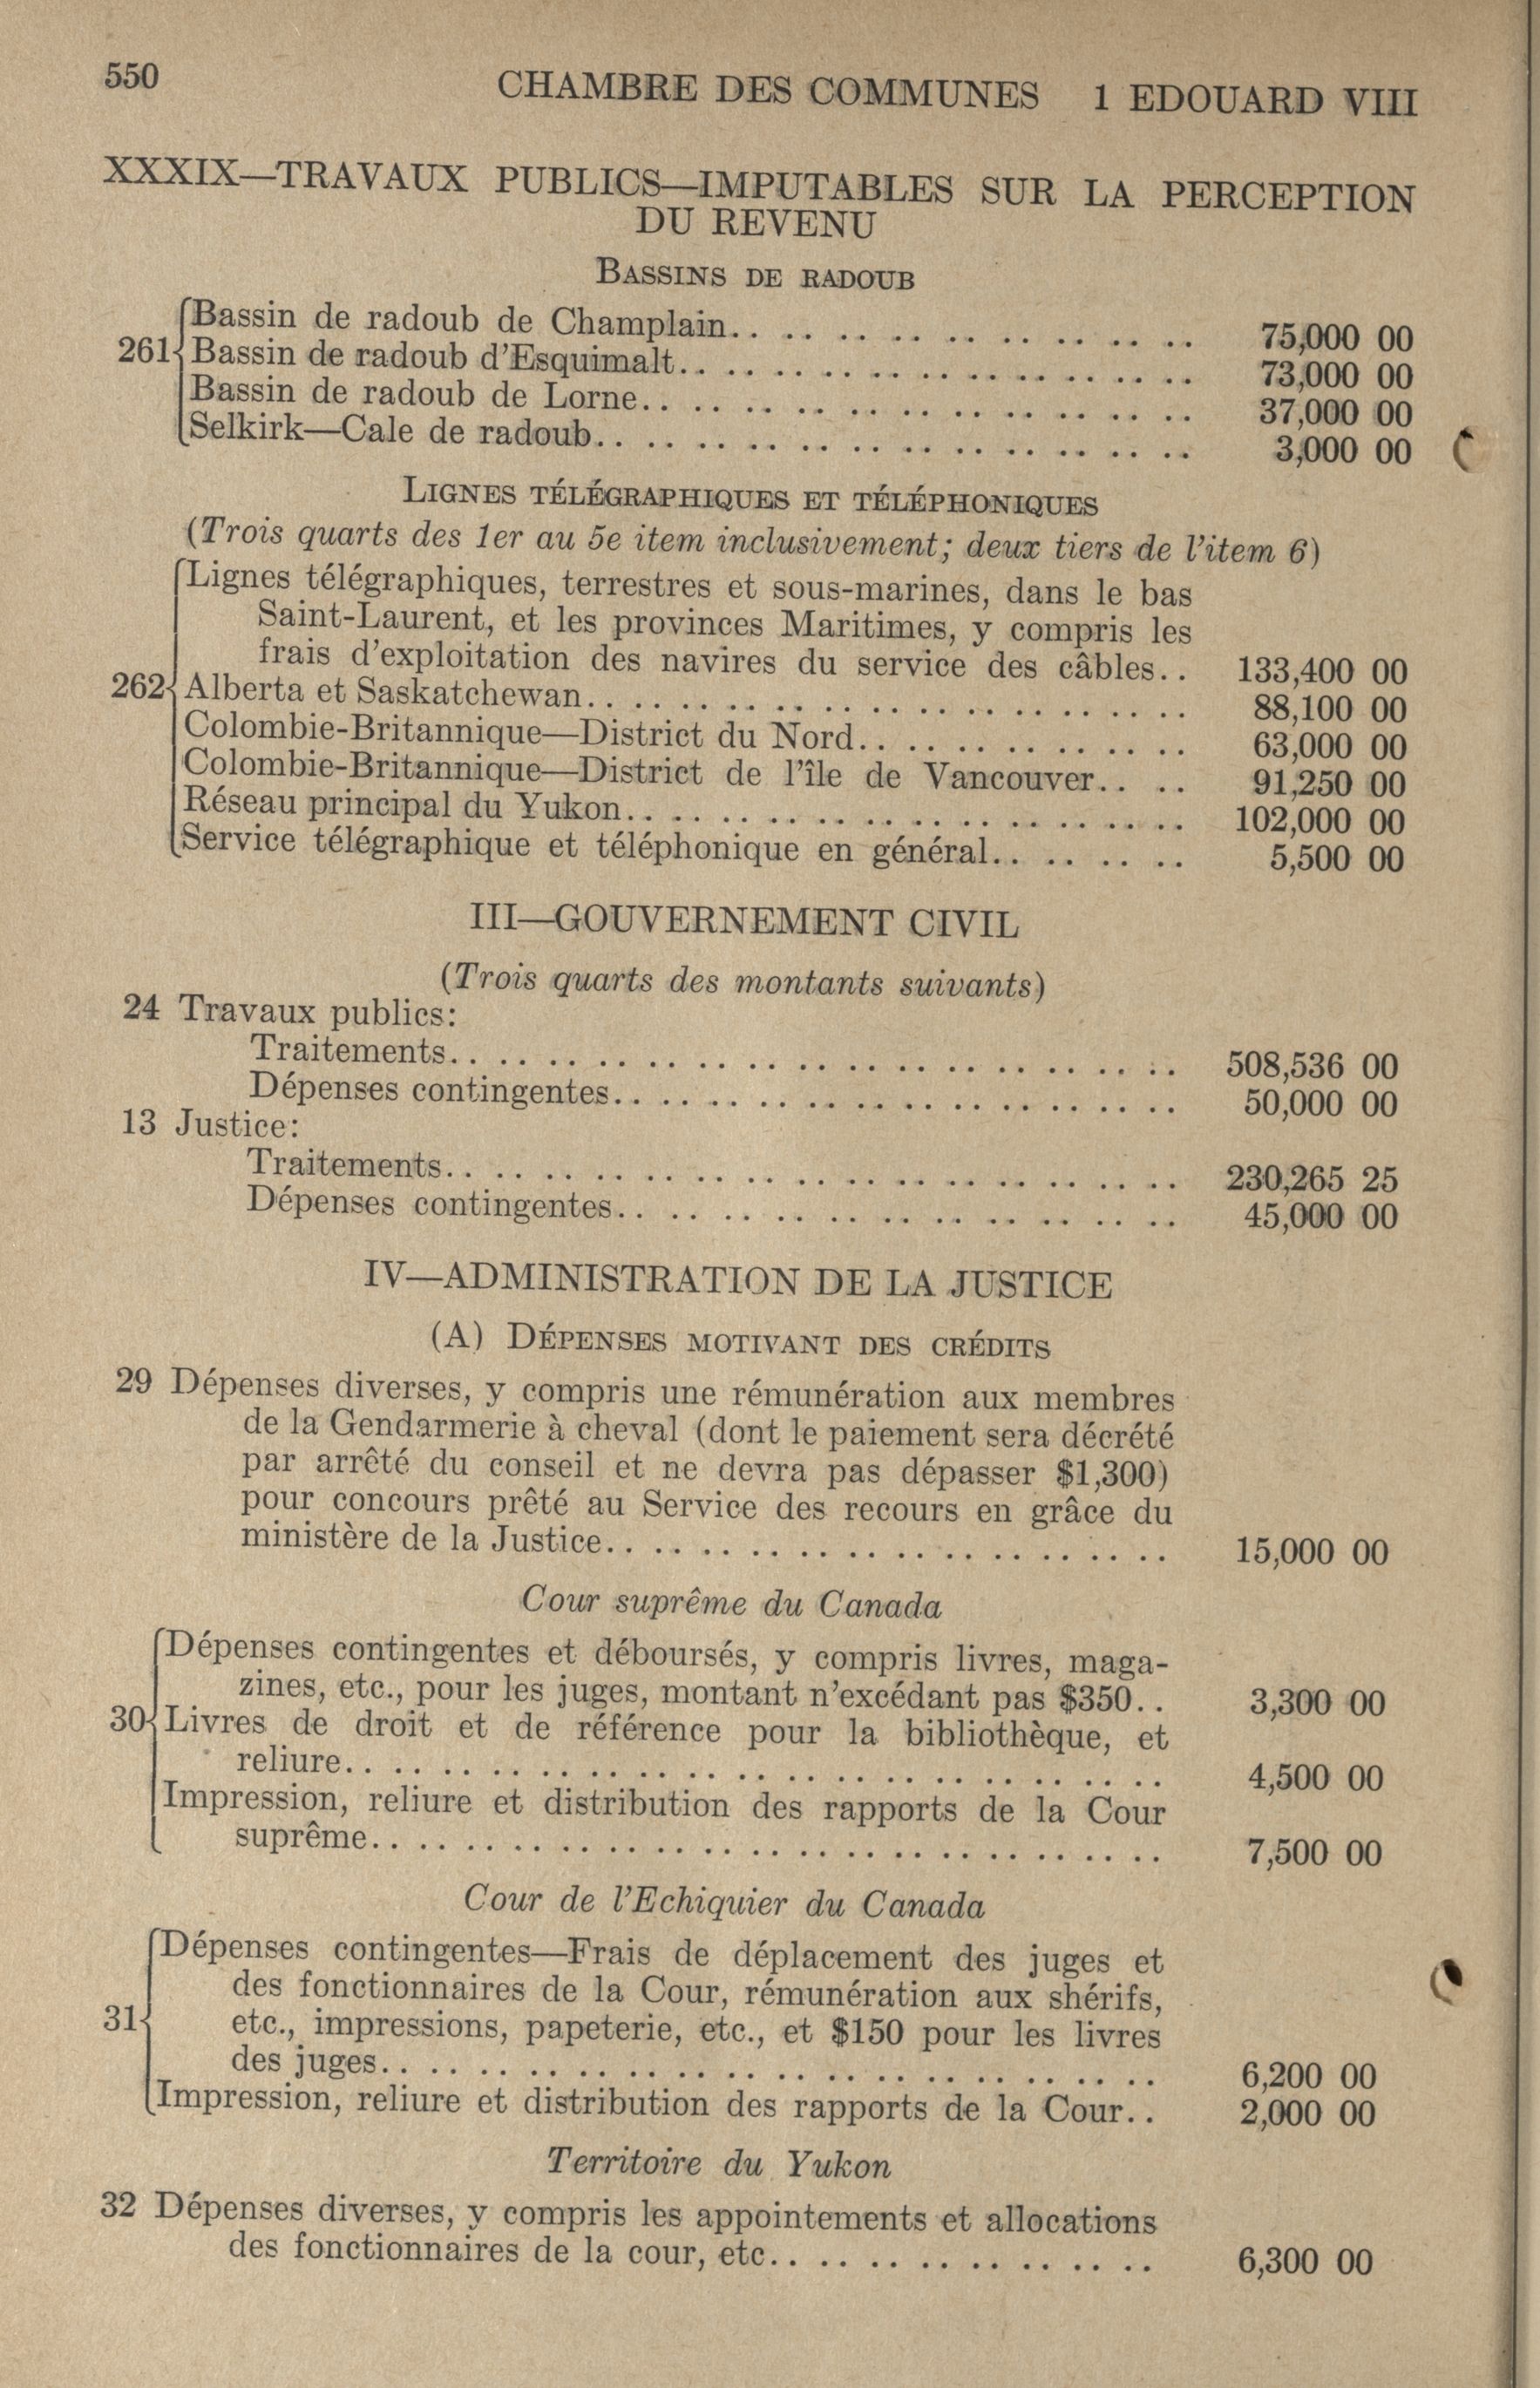 550 CHAMBRE DES COMMUNES 1 EDOUARD VIII
XXXIX—TRAVAUX PUBLICS—IMPUTABLES SUR LA PERCEPTION
DU REVENU
BASSINS DE RADOUB
Bassin de radoub de Champlain.. .. .. .. .. .. .. .. .. 75,000 00
261 Bassin de radoub d'Esquimalt.. .. .. .. .. .. .. .. .. .. 73,000 00
Bassin de radoub de Lorne.. .. .. .. .. .. .. .. .. .. .. 37,000 00
Selkirk—Cale de radoub.. .. .. .. .. .. .. .. .. .. .. .. 3,000 00
LIGNES TÉLÉGRAPHIQUES ET TÉLÉPHONIQUES
(Trois quarts des 1er au 5e item inclusivement; deux tiers de l'item 6)
Lignes télégraphiques, terrestres et sous-marines, dans le bas
Saint-Laurent, et les provinces Maritimes, y compris les
frais d'exploitation des navires du service des câbles.. 133,400 00
262 Alberta et Saskatchewan.. .. .. .. .. .. .. .. .. .. .. .. 88,100 00
Colombie-Britannique—District du Nord.. .. .. .. .. .. .. 63,000 00
Colombie-Britannique—District de l'île de Vancouver.. .. 91,250 00
Réseau principal du Yukon.. .. .. .. .. .. .. .. .. .. .. .. 102,000 00
Service télégraphique et téléphonique en général.. .. .. .. 5,500 00
III—GOUVERNEMENT CIVIL
(Trois quarts des montants suivants)
24 Travaux publics:
Traitements.. .. .. .. .. .. .. .. .. .. .. .. .. .. .. 508,536 00
Dépenses contingentes.. .. .. .. .. .. .. .. .. .. .. .. 50,000 00
13 Justice:
Traitements.. .. .. .. .. .. .. .. .. .. .. .. .. .. .. 230,265 25
Dépenses contingentes.. .. .. .. .. .. .. .. .. .. .. .. 45,000 00
IV—ADMINISTRATION DE LA JUSTICE
(A) DÉPENSES MOTIVANT DES CRÉDITS
29 Dépenses diverses, y compris une rémunération aux membres
de la Gendarmerie à cheval (dont le paiement sera décrété
par arrêté du conseil et ne devra pas dépasser $1,300)
pour concours prêté au Service des recours en grâce du
ministère de la Justice.. .. .. .. .. .. .. .. .. .. .. .. 15,000 00
Cour suprême du Canada
Dépenses contingentes et déboursés, y compris livres, maga-
zines, etc., pour les juges, montant n'excédant pas $350.. 3,300 00
30 Livres de droit et de référence pour la bibliothèque, et
reliure.. .. .. .. .. .. .. .. .. .. .. .. .. .. .. .. .. 4,500 00
Impression, reliure et distribution des rapports de la Cour
suprême.. .. .. .. .. .. .. .. .. .. .. .. .. .. .. .. .. 7,500 00
Cour de l'Echiquier du Canada
Dépenses contingentes—Frais de déplacement des juges et
des fonctionnaires de la Cour, rémunération aux shérifs,
31 etc., impressions, papeterie, etc., et $150 pour les livres
des juges.. .. .. .. .. .. .. .. .. .. .. .. .. .. .. .. 6,200 00
Impression, reliure et distribution des rapports de la Cour.. 2,000 00
Territoire du Yukon
32 Dépenses diverses, y compris les appointements et allocations
des fonctionnaires de la cour, etc.. .. .. .. .. .. .. .. 6,300 00